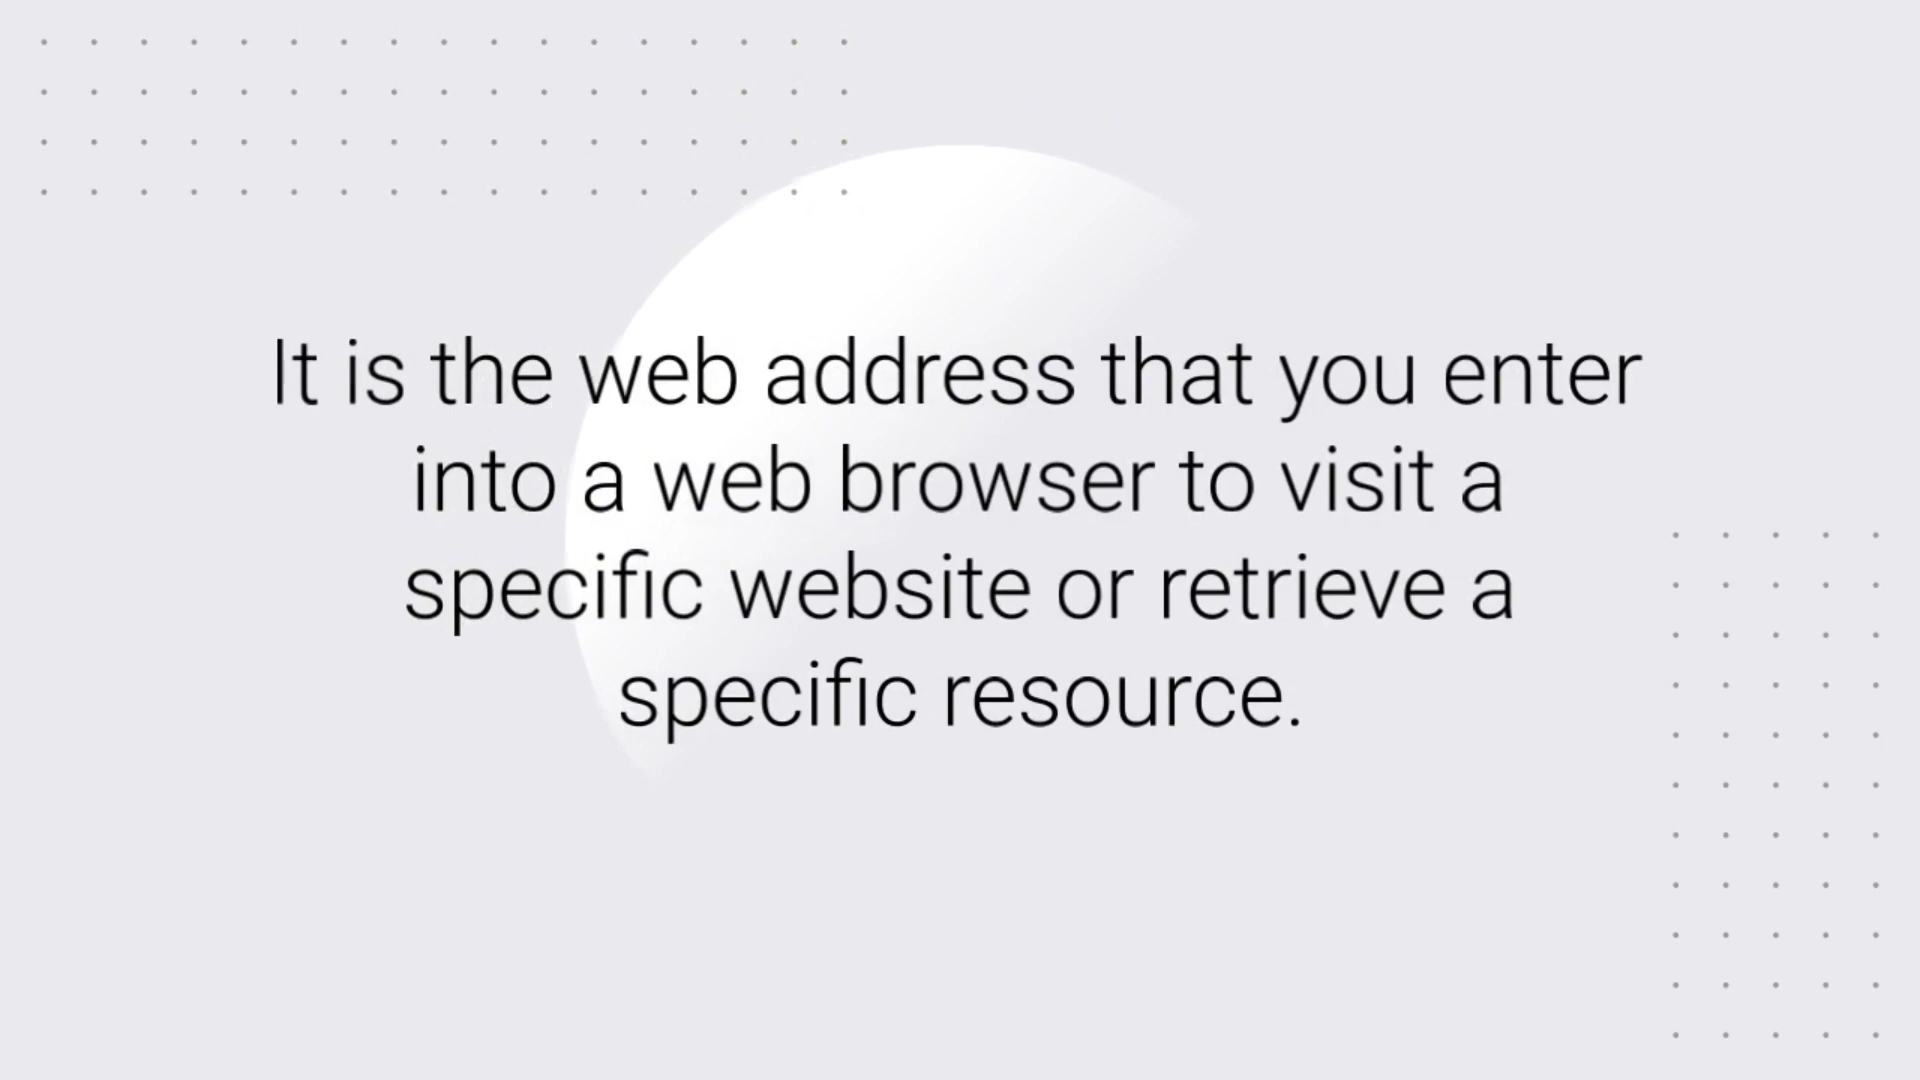 It is the web address that you enter
into a web browser to visit a
specific website or retrieve a
specific resource.